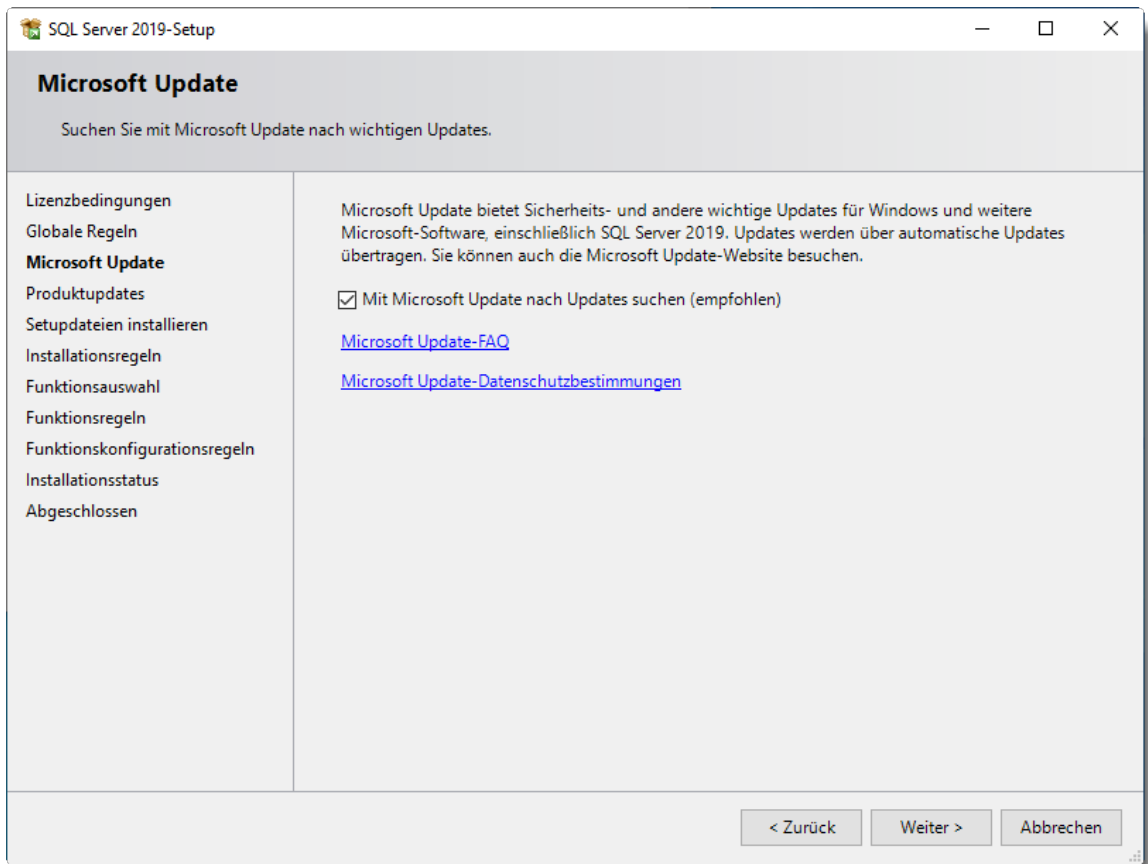 SQL Server 2019-Setup
Microsoft Update
Suchen Sie mit Microsoft Update nach wichtigen Updates.
Lizenzbedingungen
Globale Regeln
Microsoft Update
Produktupdates
Setupdateien installieren
Installationsregeln
Funktionsauswahl
Funktionsregeln
Funktionskonfigurationsregeln
Installationsstatus
Abgeschlossen
Microsoft Update bietet Sicherheits- und andere wichtige Updates für Windows und weitere
Microsoft-Software, einschließlich SQL Server 2019. Updates werden über automatische Updates
übertragen. Sie können auch die Microsoft Update-Website besuchen.
Mit Microsoft Update nach Updates suchen (empfohlen)
Microsoft Update-FAQ
Microsoft Update-Datenschutzbestimmungen
< Zurück
Weiter >
Abbrechen